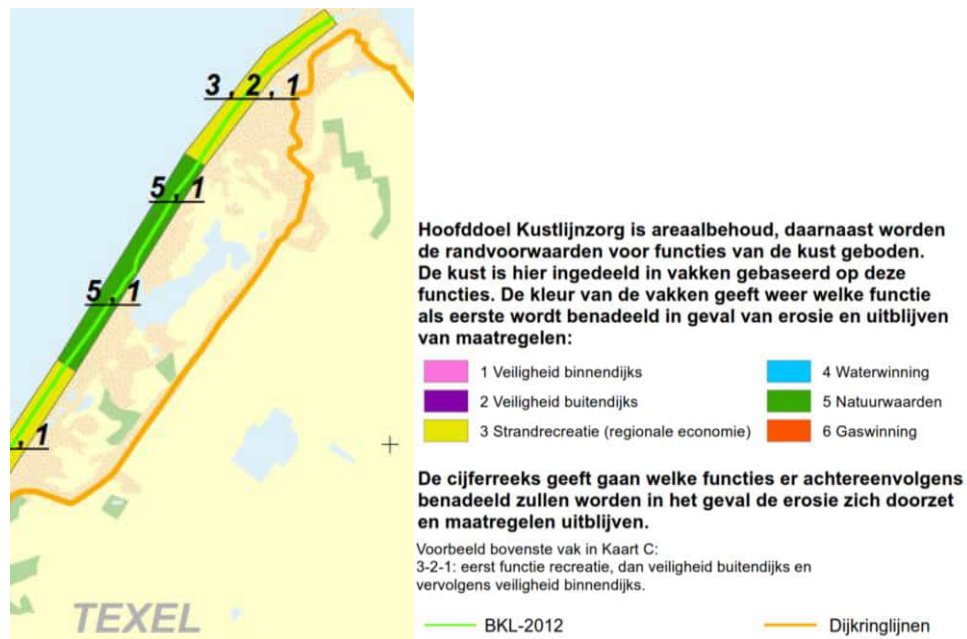 3 , 2 , 1
5 , 1
5 , 1
, 1
TEXEL
Hoofddoel Kustlijnzorg is areaalbehoud, daarnaast worden
de randvoorwaarden voor functies van de kust geboden.
De kust is hier ingedeeld in vakken gebaseerd op deze
functies. De kleur van de vakken geeft weer welke functie
als eerste wordt benadeeld in geval van erosie en uitblijven
van maatregelen:
1 Veiligheid binnendijks
2 Veiligheid buitendijks
3 Strandrecreatie (regionale economie)
4 Waterwinning
5 Natuurwaarden
6 Gaswinning
De cijferreeks geeft gaan welke functies er achtereenvolgens
benadeeld zullen worden in het geval de erosie zich doorzet
en maatregelen uitblijven.
Voorbeeld bovenste vak in Kaart C:
3-2-1: eerst functie recreatie, dan veiligheid buitendijks en
vervolgens veiligheid binnendijks.
BKL-2012
Dijkringlijnen